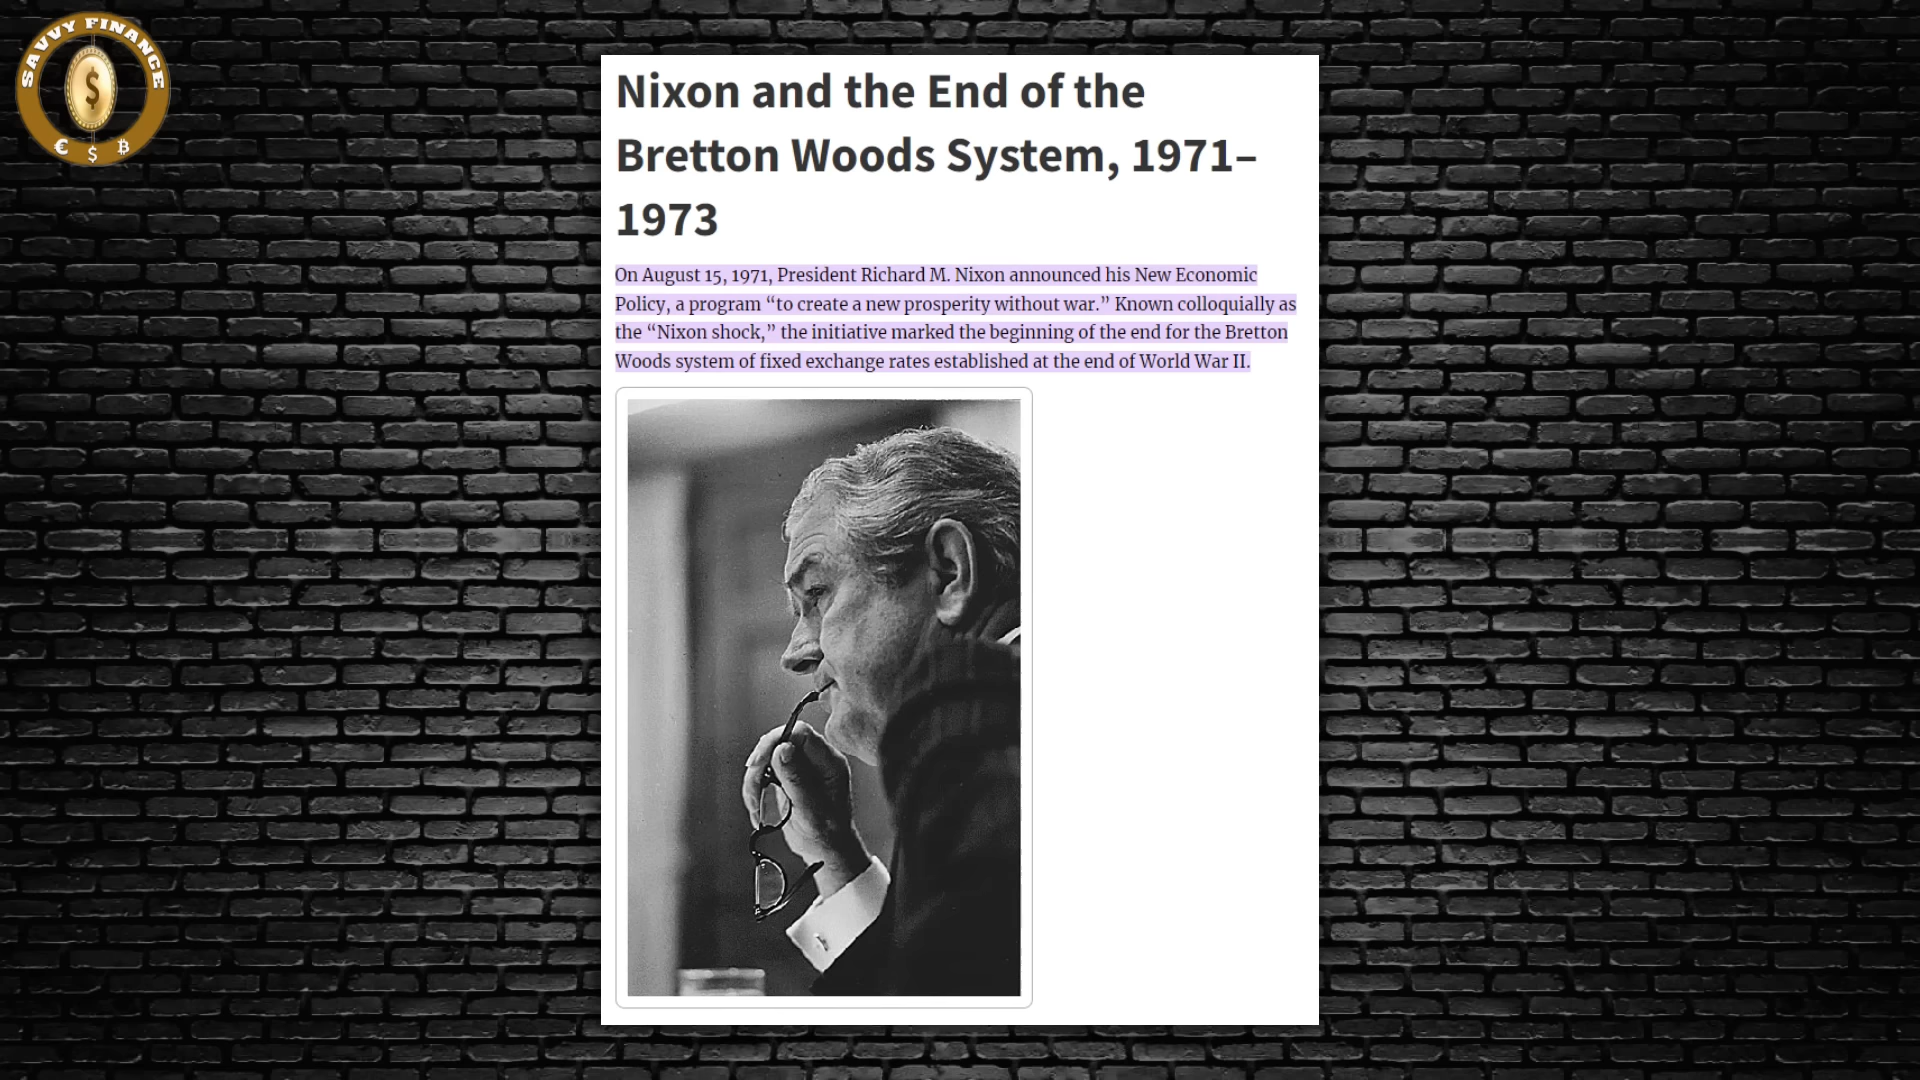 SAVVY FINANCE
$
€ $ ₿
Nixon and the End of the
Bretton Woods System, 1971–
1973
On August 15, 1971, President Richard M. Nixon announced his New Economic
Policy, a program “to create a new prosperity without war.” Known colloquially as
the “Nixon shock,” the initiative marked the beginning of the end for the Bretton
Woods system of fixed exchange rates established at the end of World War II.